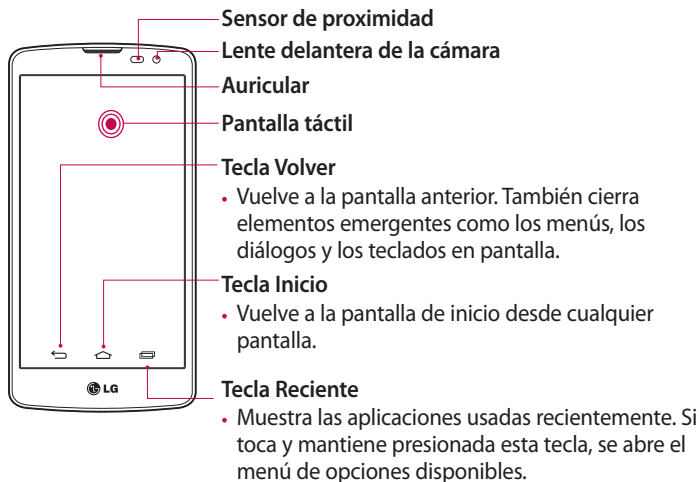 Sensor de proximidad
Lente delantera de la cámara
Auricular
Pantalla táctil
Tecla Volver
• Vuelve a la pantalla anterior. También cierra
elementos emergentes como los menús, los
diálogos y los teclados en pantalla.
Tecla Inicio
• Vuelve a la pantalla de inicio desde cualquier
pantalla.
LG
Tecla Reciente
• Muestra las aplicaciones usadas recientemente. Si
toca y mantiene presionada esta tecla, se abre el
menú de opciones disponibles.